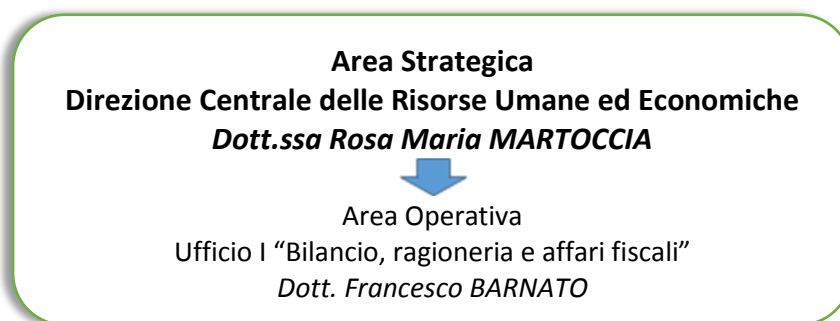 Area Strategica
Direzione Centrale delle Risorse Umane ed Economiche
Dott.ssa Rosa Maria MARTOCCIA
Area Operativa
Ufficio I “Bilancio, ragioneria e affari fiscali”
Dott. Francesco BARNATO